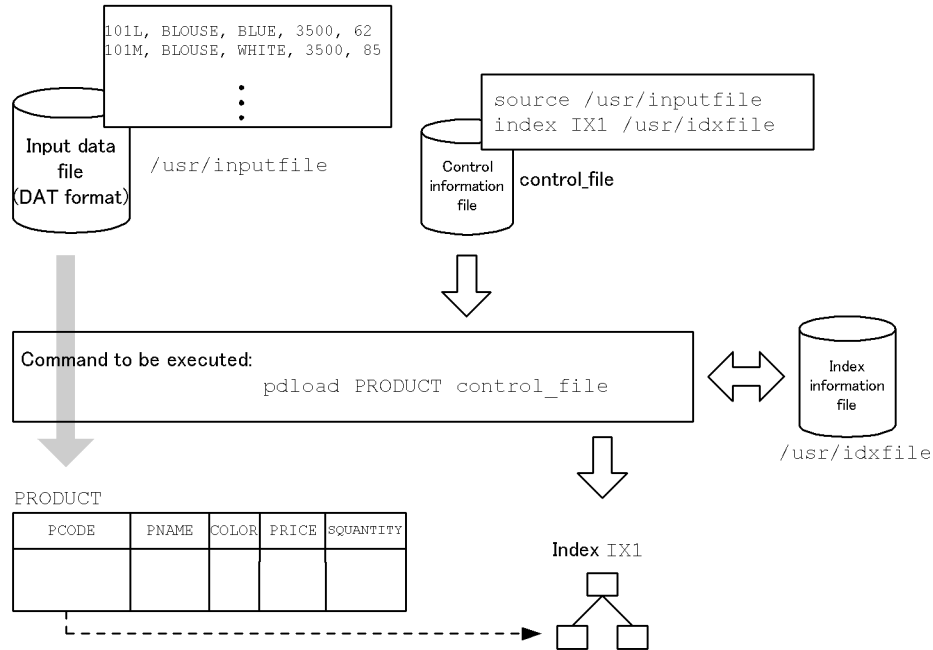 101L, BLOUSE, BLUE, 3500, 62
101M, BLOUSE, WHITE, 3500, 85
Input data
file
(DAT format)
/usr/inputfile
source /usr/inputfile
index IX1 /usr/idxfile
Control
information
file
control_file
Command to be executed:
pdload PRODUCT control_file
Index
information
file
/usr/idxfile
PRODUCT
PCODE PNAME COLOR PRICE SQUANTITY
Index IX1